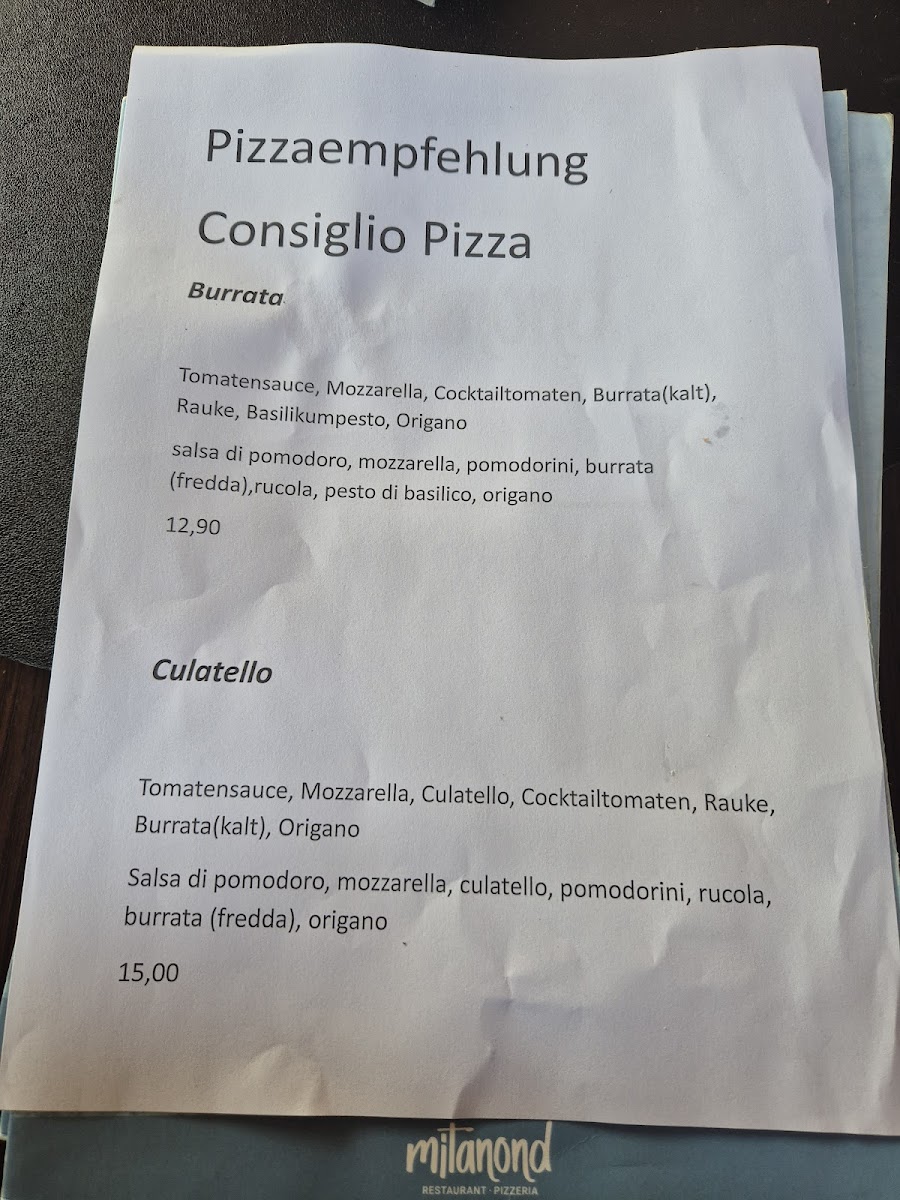 Pizzaempfehlung
Consiglio Pizza
Burrata
Tomatensauce, Mozzarella, Cocktailtomaten, Burrata(kalt),
Rauke, Basilikumpesto, Origano
salsa di pomodoro, mozzarella, pomodorini, burrata
(fredda),rucola, pesto di basilico, origano
12,90
Culatello
Tomatensauce, Mozzarella, Culatello, Cocktailtomaten, Rauke,
Burrata(kalt), Origano
Salsa di pomodoro, mozzarella, culatello, pomodorini, rucola,
burrata (fredda), origano
15,00
mitanond
RESTAURANT · PIZZERIA